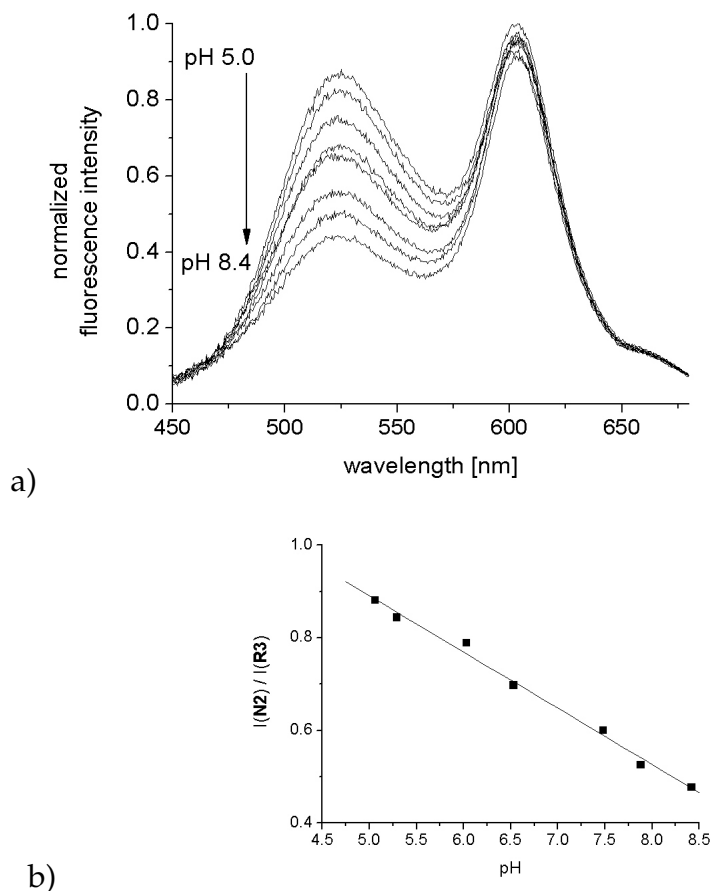 1.0
0.8
0.6
0.4
0.2
0.0
normalized
fluorescence intensity
pH 5.0
pH 8.4
450 500 550 600 650
wavelength [nm]
a)
1.0
0.8
0.6
0.4
I(N2) / I(R3)
4.5 5.0 5.5 6.0 6.5 7.0 7.5 8.0 8.5
pH
b)